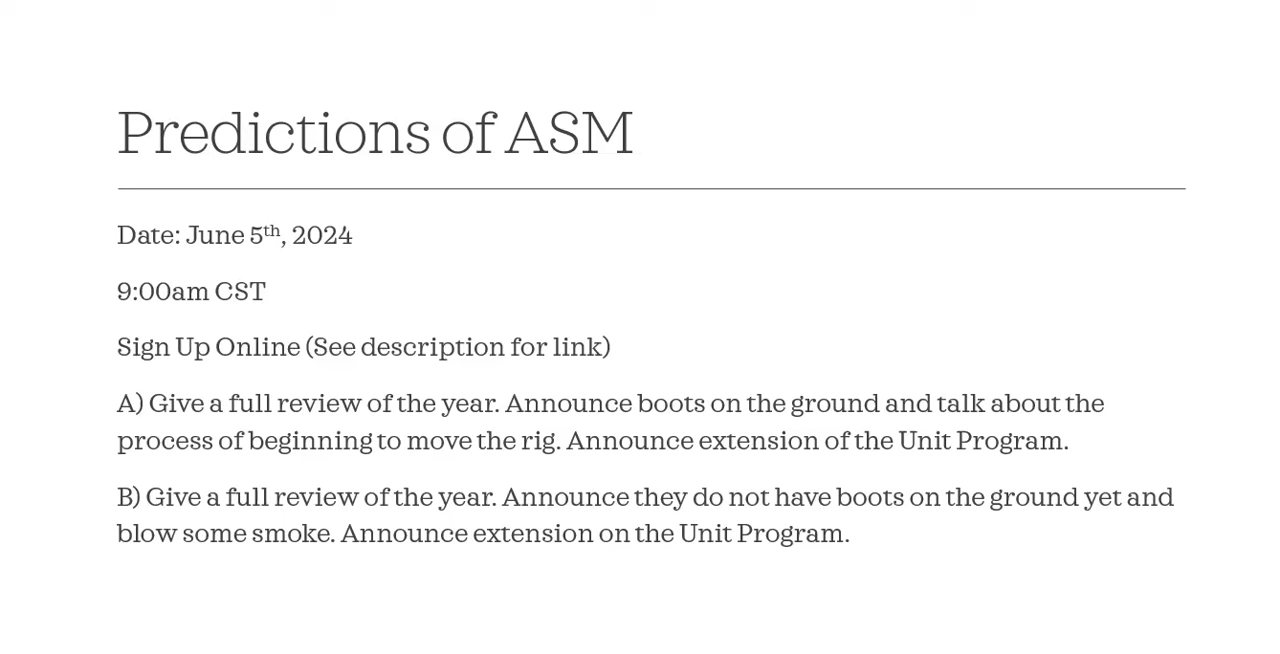 Predictions of ASM
Date: June 5th, 2024
9:00am CST
Sign Up Online (See description for link)
A) Give a full review of the year. Announce boots on the ground and talk about the
process of beginning to move the rig. Announce extension of the Unit Program.
B) Give a full review of the year. Announce they do not have boots on the ground yet and
blow some smoke. Announce extension on the Unit Program.